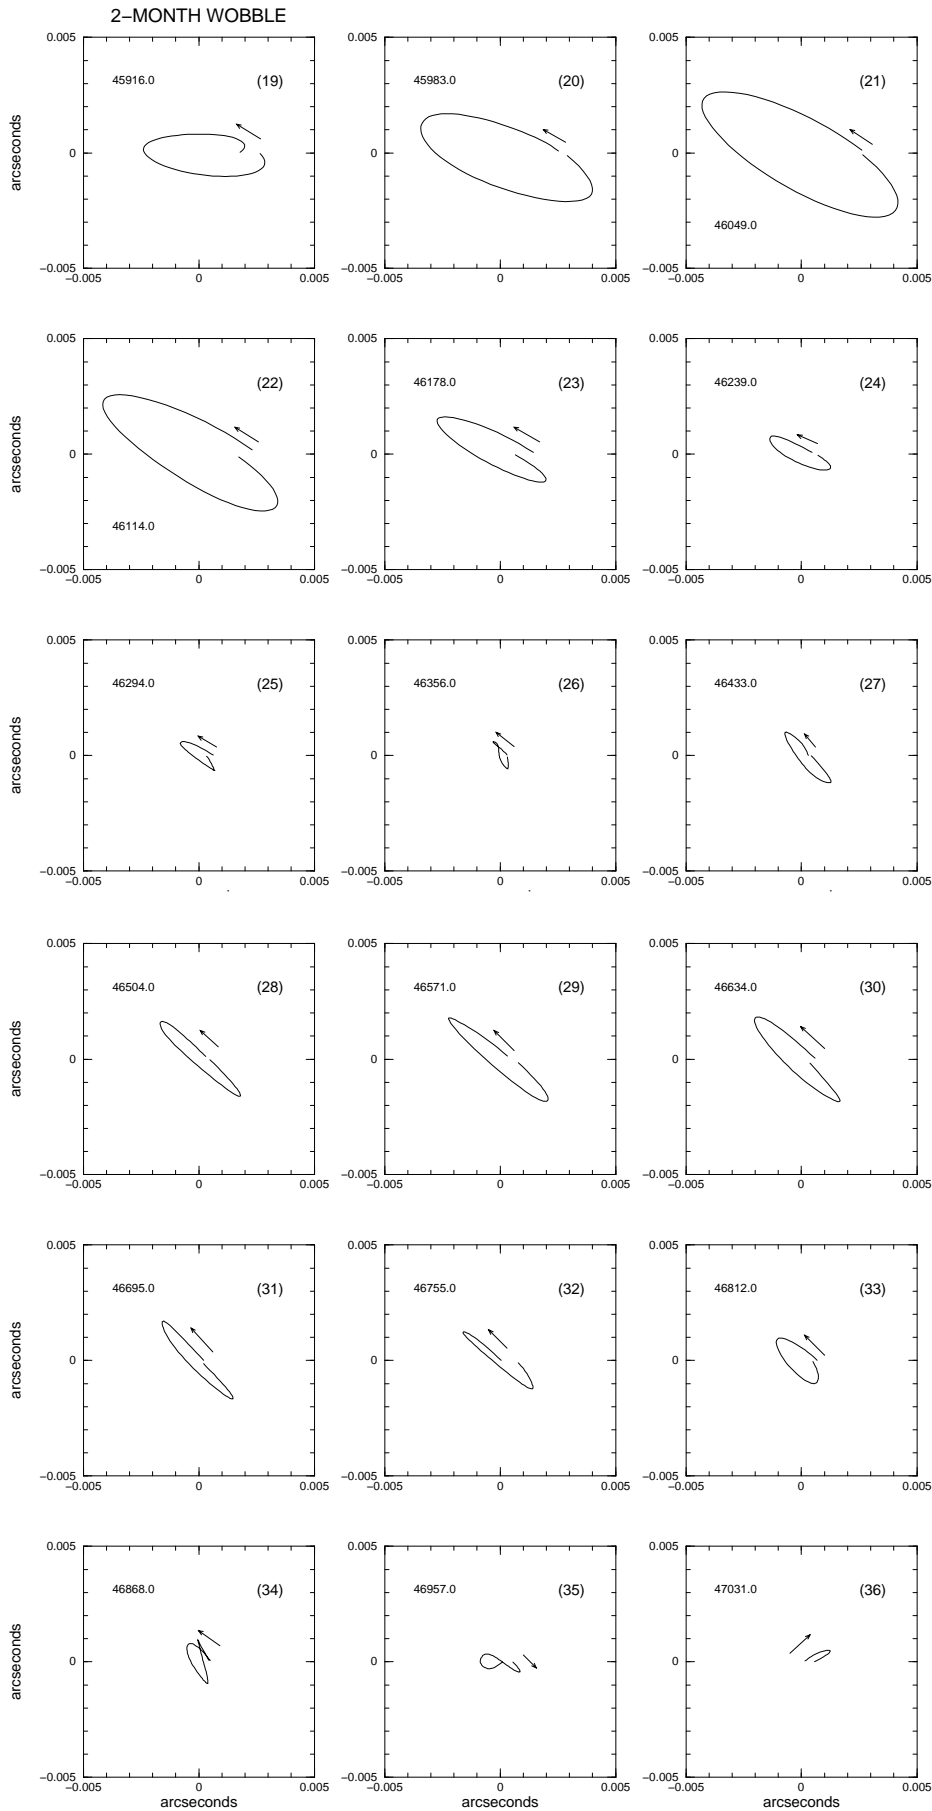 2−MONTH WOBBLE
0.005 0.005 0.005
45916.0 (19) 45983.0 (20) (21)
arcseconds
0 0 0
46049.0
−0.005 −0.005 −0.005
−0.005 0 0.005 −0.005 0 0.005 −0.005 0 0.005
0.005 0.005 0.005
(22) 46178.0 (23) 46239.0 (24)
arcseconds
0 0 0
46114.0
−0.005 −0.005 −0.005
−0.005 0 0.005 −0.005 0 0.005 −0.005 0 0.005
0.005 0.005 0.005
46294.0 (25) 46356.0 (26) 46433.0 (27)
arcseconds
0 0 0
−0.005 −0.005 −0.005
−0.005 0 0.005 −0.005 0 0.005 −0.005 0 0.005
0.005 0.005 0.005
46504.0 (28) 46571.0 (29) 46634.0 (30)
arcseconds
0 0 0
−0.005 −0.005 −0.005
−0.005 0 0.005 −0.005 0 0.005 −0.005 0 0.005
0.005 0.005 0.005
46695.0 (31) 46755.0 (32) 46812.0 (33)
arcseconds
0 0 0
−0.005 −0.005 −0.005
−0.005 0 0.005 −0.005 0 0.005 −0.005 0 0.005
0.005 0.005 0.005
46868.0 (34) 46957.0 (35) 47031.0 (36)
arcseconds
0 0 0
−0.005 −0.005 −0.005
−0.005 0 0.005 −0.005 0 0.005 −0.005 0 0.005
arcseconds arcseconds arcseconds